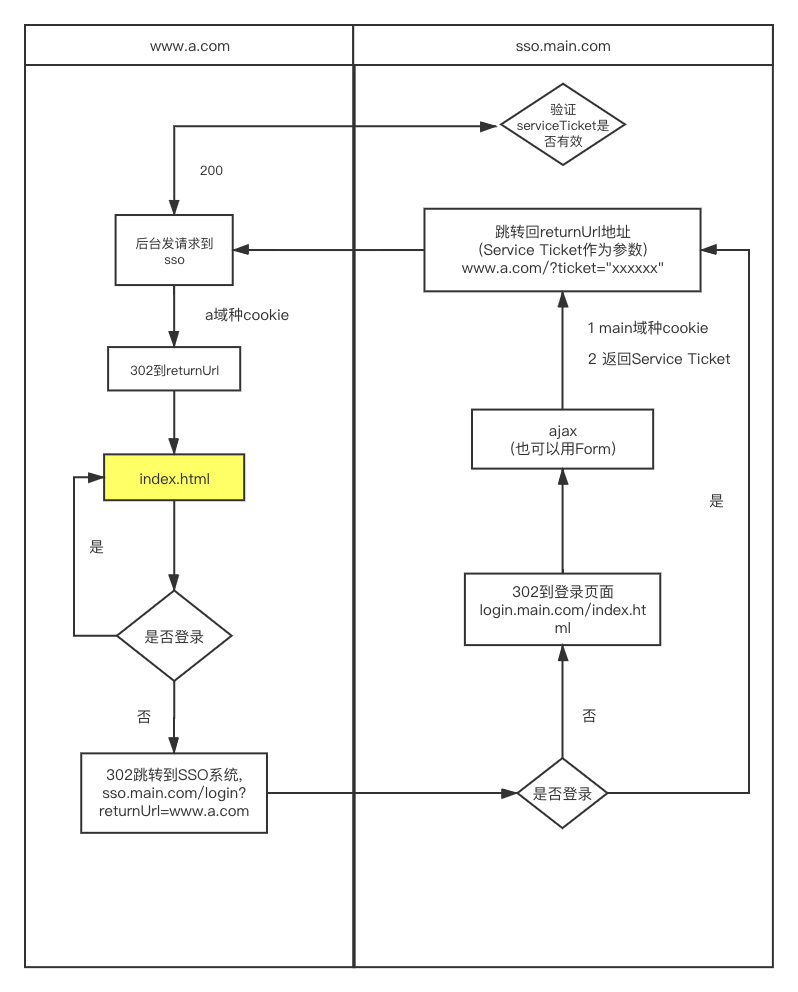 www.a.com
sso.main.com
验证
serviceTicket是
否有效
200
后台发请求到
sso
跳转回returnUrl地址
(Service Ticket作为参数)
www.a.com/?ticket="xxxxxx"
a域种cookie
1 main域种cookie
2 返回Service Ticket
302到returnUrl
ajax
(也可以用Form)
index.html
是
是
302到登录页面
login.main.com/index.ht
ml
是否登录
否
否
302跳转到SSO系统,
sso.main.com/login?
returnUrl=www.a.com
是否登录